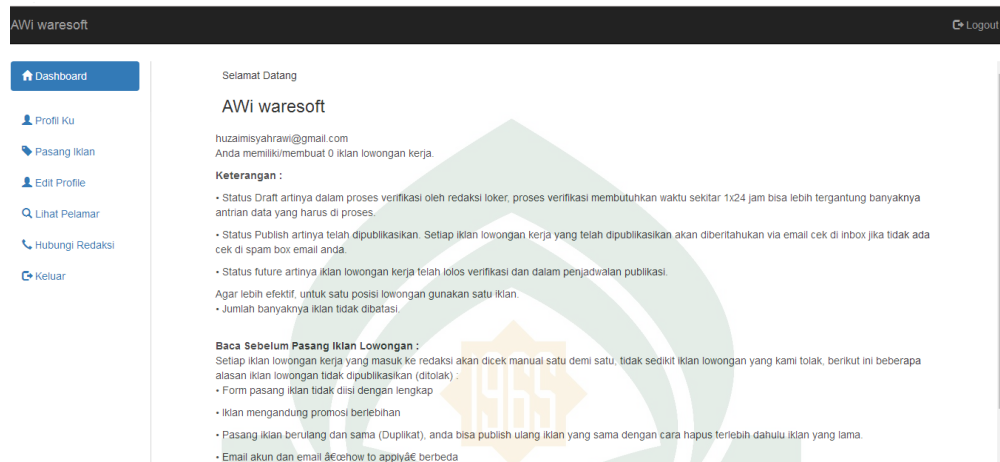 AWi waresoft
Logout
Dashboard
Profil Ku
Pasang Iklan
Edit Profile
Lihat Pelamar
Hubungi Redaksi
Keluar
Selamat Datang
AWi waresoft
huzaimisyahrawi@gmail.com
Anda memiliki/membuat 0 iklan lowongan kerja.
Keterangan :
• Status Draft artinya dalam proses verifikasi oleh redaksi loker, proses verifikasi membutuhkan waktu sekitar 1x24 jam bisa lebih tergantung banyaknya
antrian data yang harus di proses.
• Status Publish artinya telah dipublikasikan. Setiap iklan lowongan kerja yang telah dipublikasikan akan diberitahukan via email cek di inbox jika tidak ada
cek di spam box email anda.
• Status future artinya iklan lowongan kerja telah lolos verifikasi dan dalam penjadwalan publikasi.
Agar lebih efektif, untuk satu posisi lowongan gunakan satu iklan.
• Jumlah banyaknya iklan tidak dibatasi.
Baca Sebelum Pasang Iklan Lowongan :
Setiap iklan lowongan kerja yang masuk ke redaksi akan dicek manual satu demi satu, tidak sedikit iklan lowongan yang kami tolak, berikut ini beberapa
alasan iklan lowongan tidak dipublikasikan (ditolak) :
• Form pasang iklan tidak diisi dengan lengkap
• Iklan mengandung promosi berlebihan
• Pasang iklan berulang dan sama (Duplikat), anda bisa publish ulang iklan yang sama dengan cara hapus terlebih dahulu iklan yang lama.
• Email akun dan email â€œhow to applyâ€ berbeda
1965